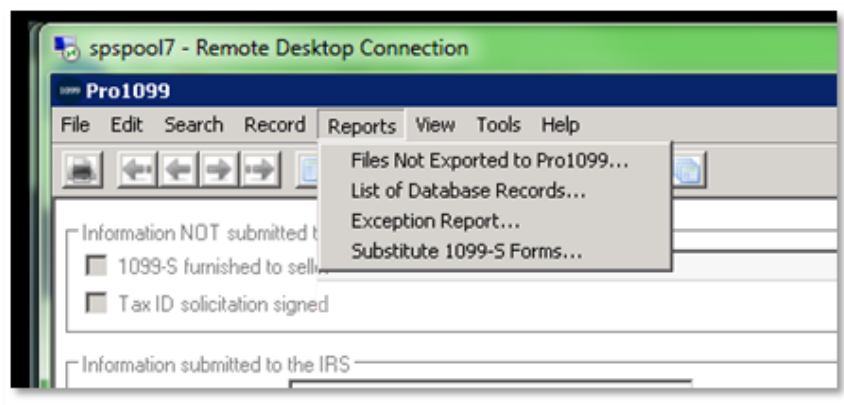 spspool7 - Remote Desktop Connection
1099 Pro1099
File Edit Search Record Reports View Tools Help
Files Not Exported to Pro1099...
List of Database Records...
Exception Report...
Substitute 1099-S Forms...
Information NOT submitted t
1099-S furnished to selle
Tax ID solicitation signed
Information submitted to the IRS